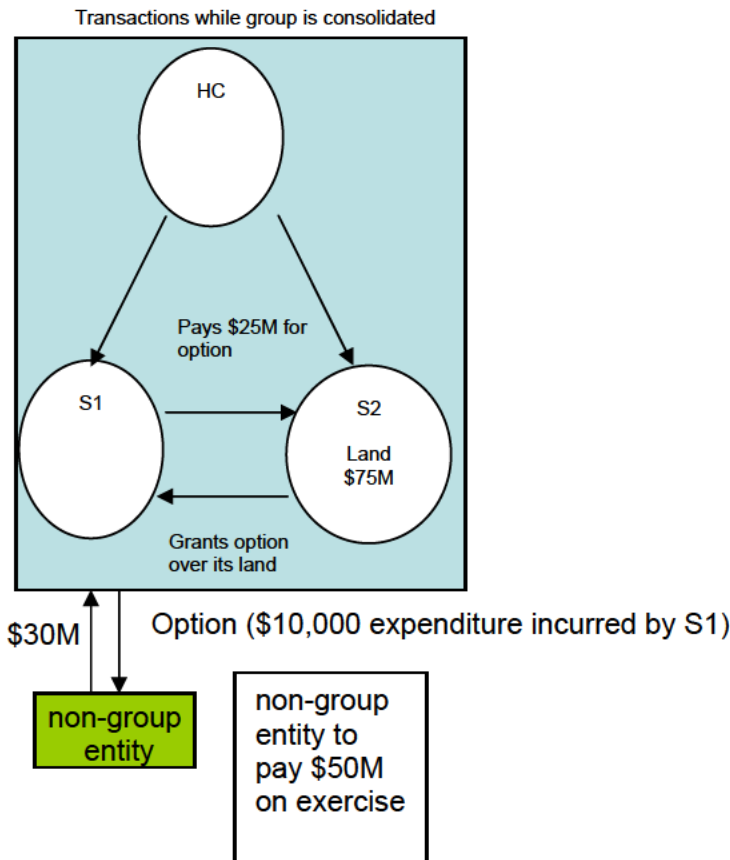 Transactions while group is consolidated
HC
Pays $25M for
option
S1
S2
Land
$75M
Grants option
over its land
$30M
Option ($10,000 expenditure incurred by S1)
non-group
entity
non-group
entity to
pay $50M
on exercise